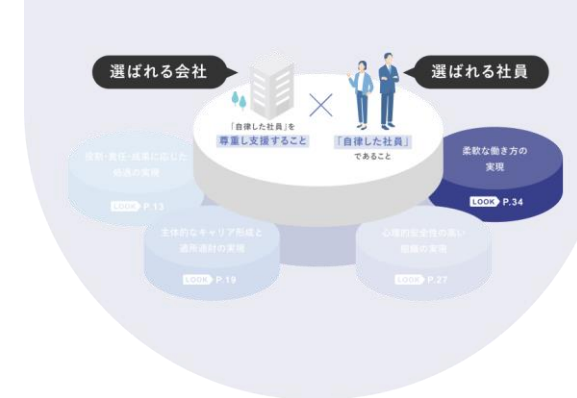 選ばれる会社
選ばれる社員
「自律した社員」を
尊重し支援すること
「自律した社員」
であること
役割・責任・成果に応じた
処遇の実現
LOOK P.13
主体的なキャリア形成と
適所適材の実現
LOOK P.19
心理的安全性の高い
職場の実現
LOOK P.27
柔軟な働き方の
実現
LOOK P.34